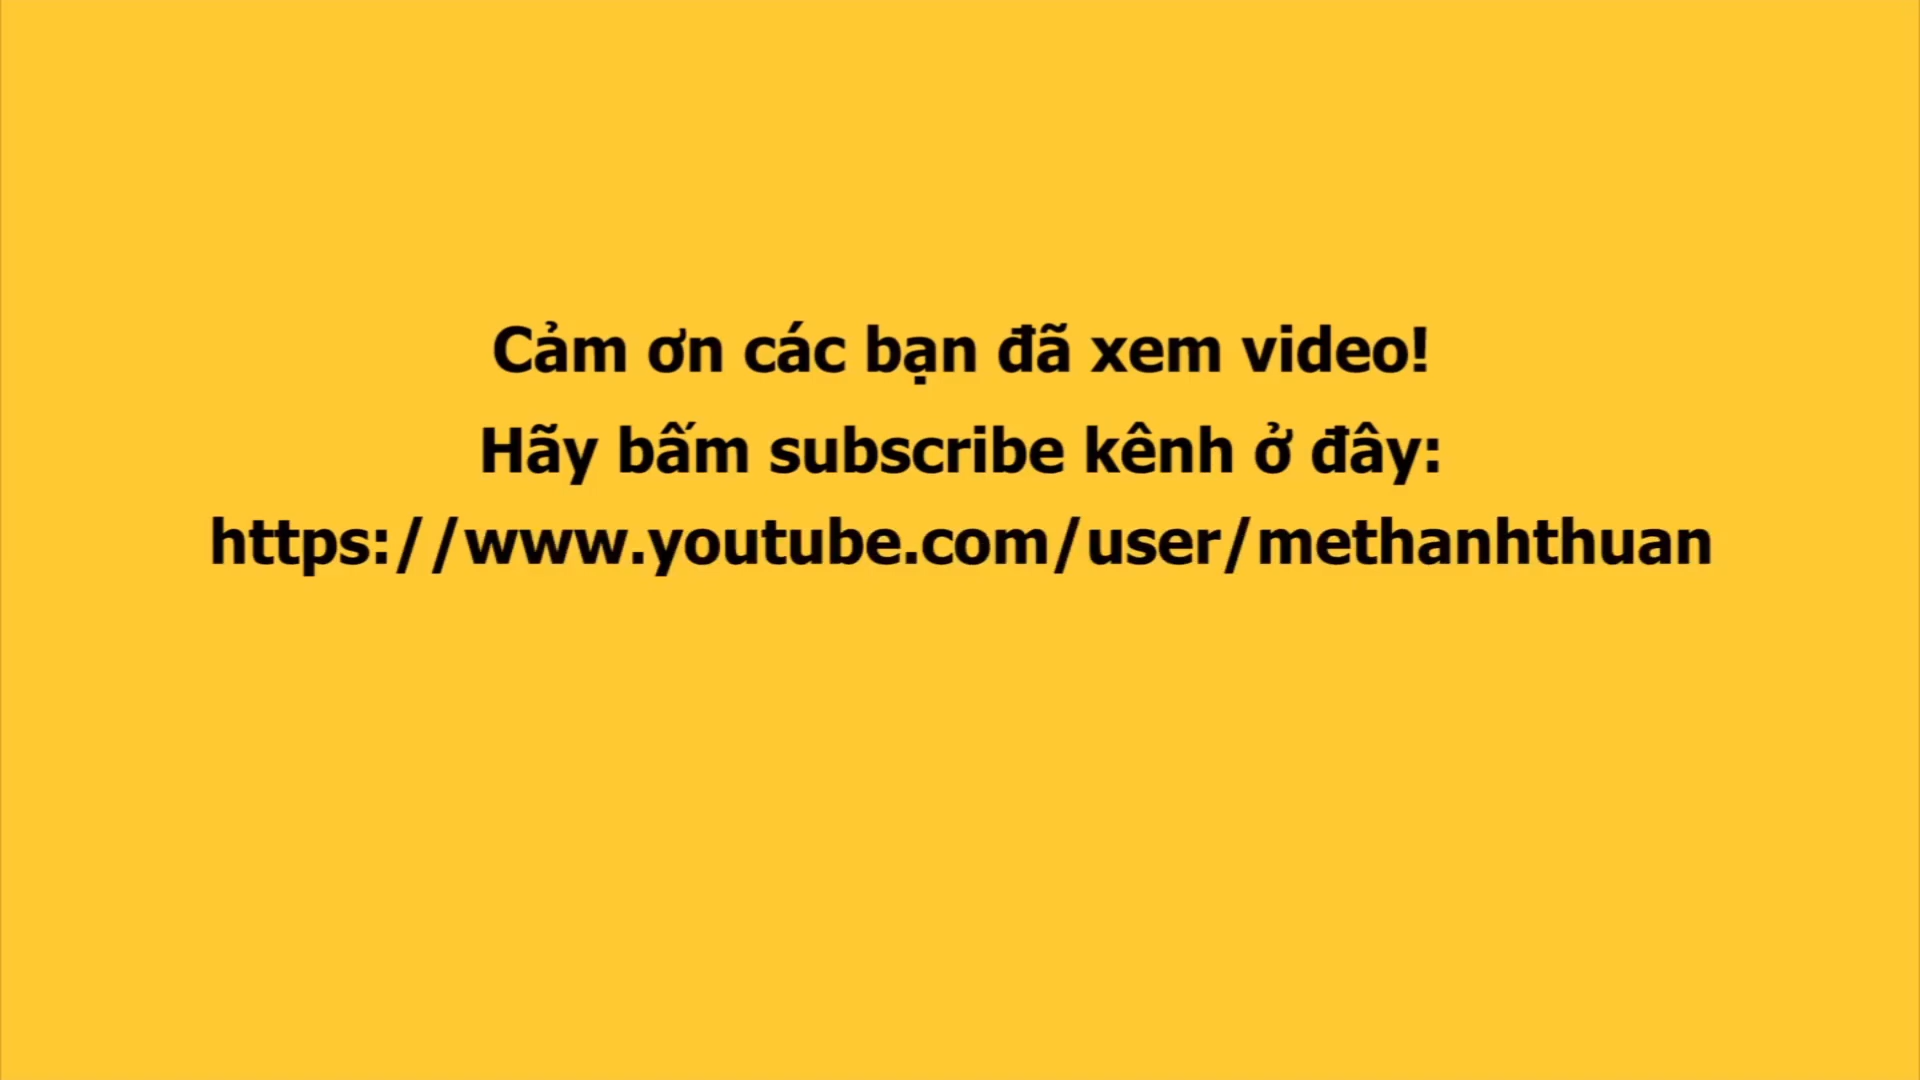 Cảm ơn các bạn đã xem video!
Hãy bấm subscribe kênh ở đây:
https://www.youtube.com/user/methanhthuan